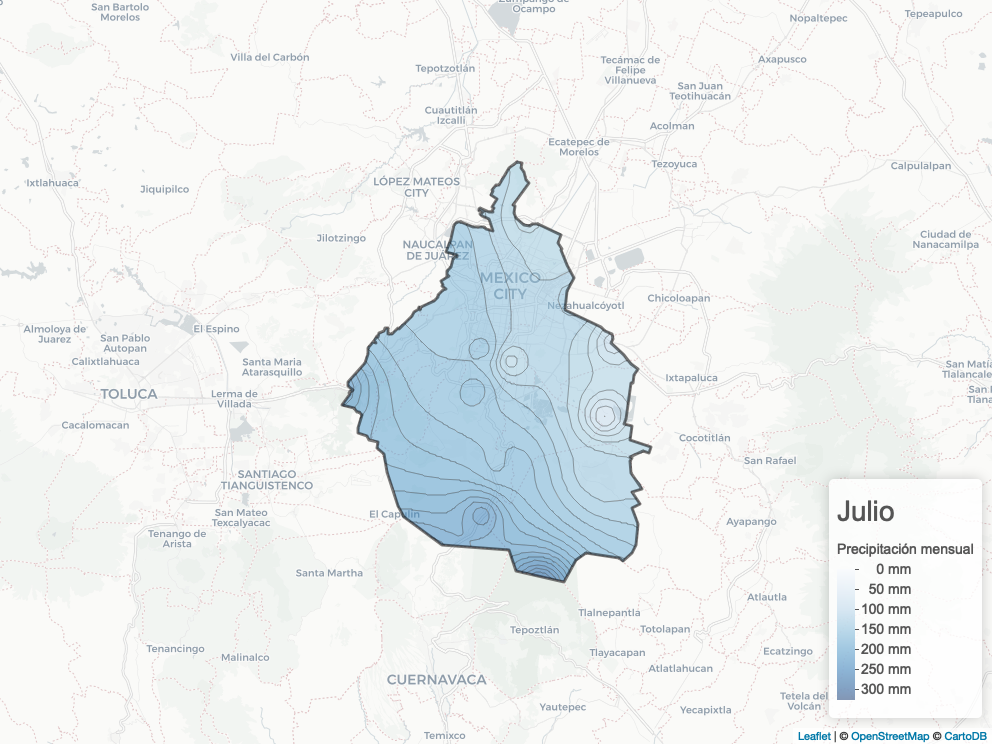 San Bartolo
Morelos
Zumpango de
Ocampo
Nopaltepec
Tepeapulco
Villa del Carbón
Tepotzotlán
Tecámac de
Felipe
Villanueva
Axapusco
San Juan
Teotihuacán
Cuautitlán
Izcalli
Acolman
Ecatepec de
Morelos
Tezoyuca
Calpulalpan
Ixtlahuaca
Jiquipilco
LÓPEZ MATEOS
CITY
Jilotzingo
NAUCALPAN
DE JUÁREZ
Ciudad de
Nanacamilpa
MEXICO
CITY
Chicoloapan
Nezahualcóyotl
Almoloya de
Juarez
El Espino
San Pablo
Autopan
Calixtlahuaca
Santa Maria
Atarasquillo
San Matí
Tlalancale
Ixtapaluca
TOLUCA
Lerma de
Villada
San
Tlana
Cacalomacan
Cocotitlán
San Rafael
SANTIAGO
TIANGUISTENCO
San Mateo
Texcalyacac
El Capulin
Ayapango
Tenango de
Arista
Santa Martha
Atlautla
Tlalnepantla
Tepoztlán
Totolapan
Tenancingo
Malinalco
Tlayacapan
Atlatlahucan
Ecatzingo
CUERNAVACA
Yautepec
Yecapixtla
Tetela del
Volcán
Temixco
Julio
Precipitación mensual
0 mm
50 mm
100 mm
150 mm
200 mm
250 mm
300 mm
Leaflet | © OpenStreetMap © CartoDB